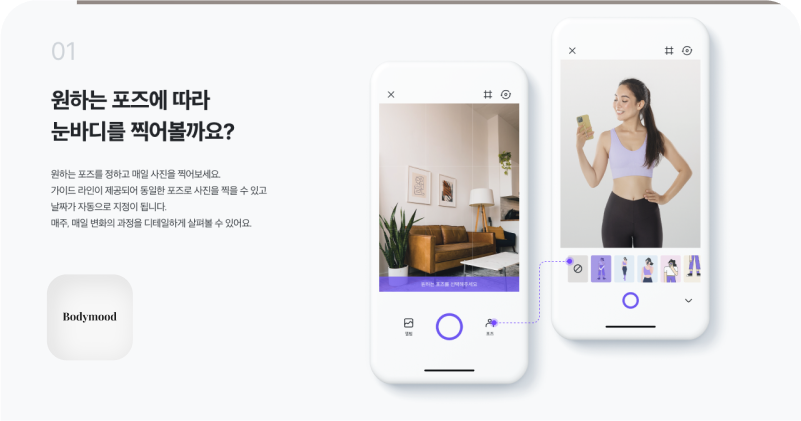 01
원하는 포즈에 따라
눈바디를 찍어볼까요?
원하는 포즈를 정하고 매일 사진을 찍어보세요.
가이드 라인이 제공되어 동일한 포즈로 사진을 찍을 수 있고
날짜가 자동으로 지정이 됩니다.
매주, 매일 변화의 과정을 디테일하게 살펴볼 수 있어요.
Bodymood
원하는 포즈를 선택해주세요
앨범
포즈